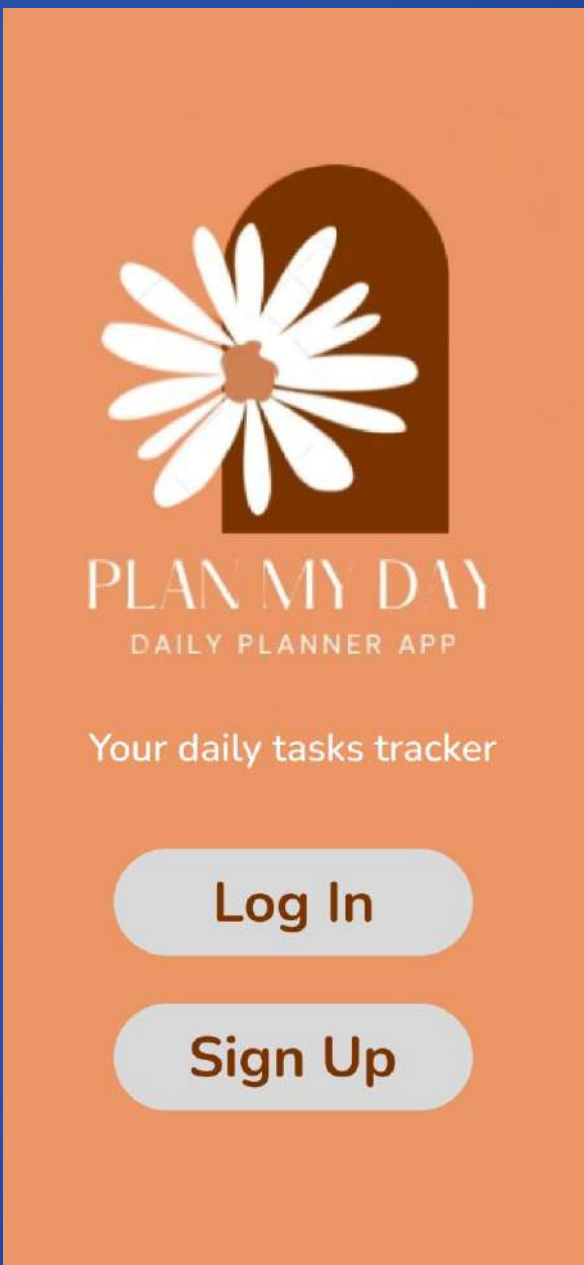 PLAN MY DAY
DAILY PLANNER APP
Your daily tasks tracker
Log In
Sign Up